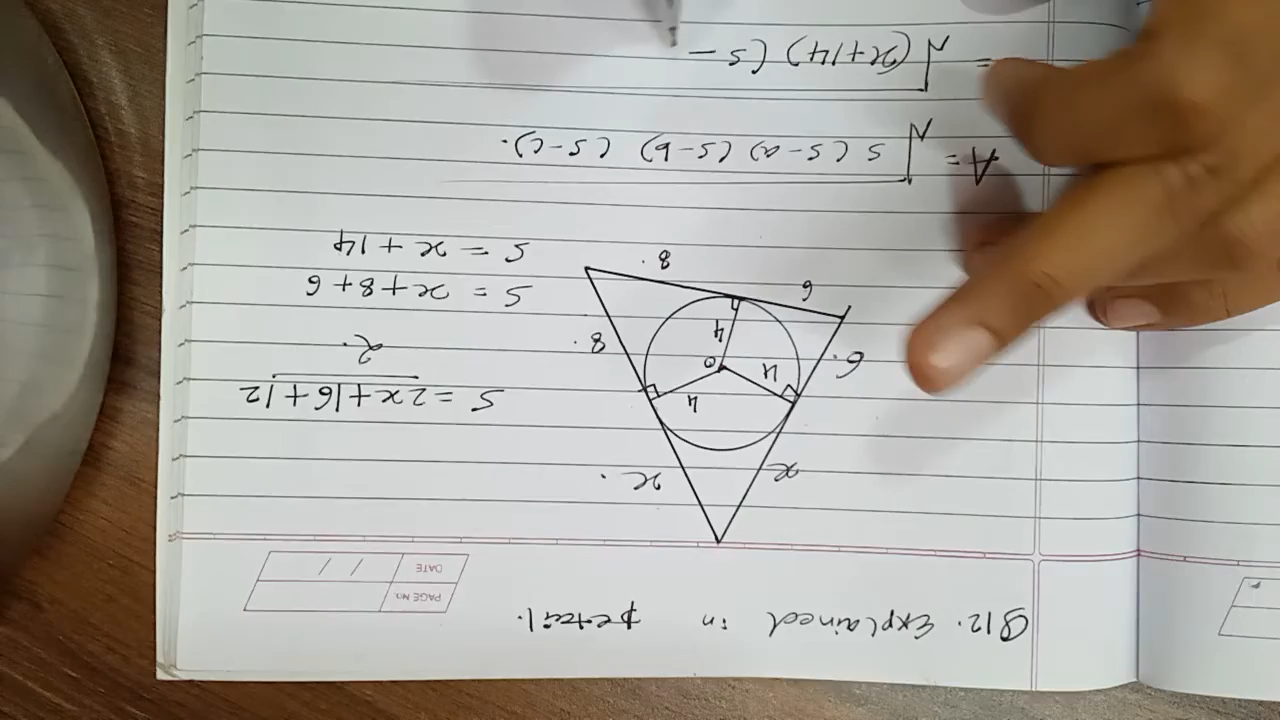 Q12. Explained in Detail.
PAGE NO.
DATE / /
x
x.
S = 2x+16+12
2.
4
4
O
4
6.
8
6
8
S = x+8+6
S = x+14
A = √s(s-a) (s-b) (s-c).
= √(x+14) (s-